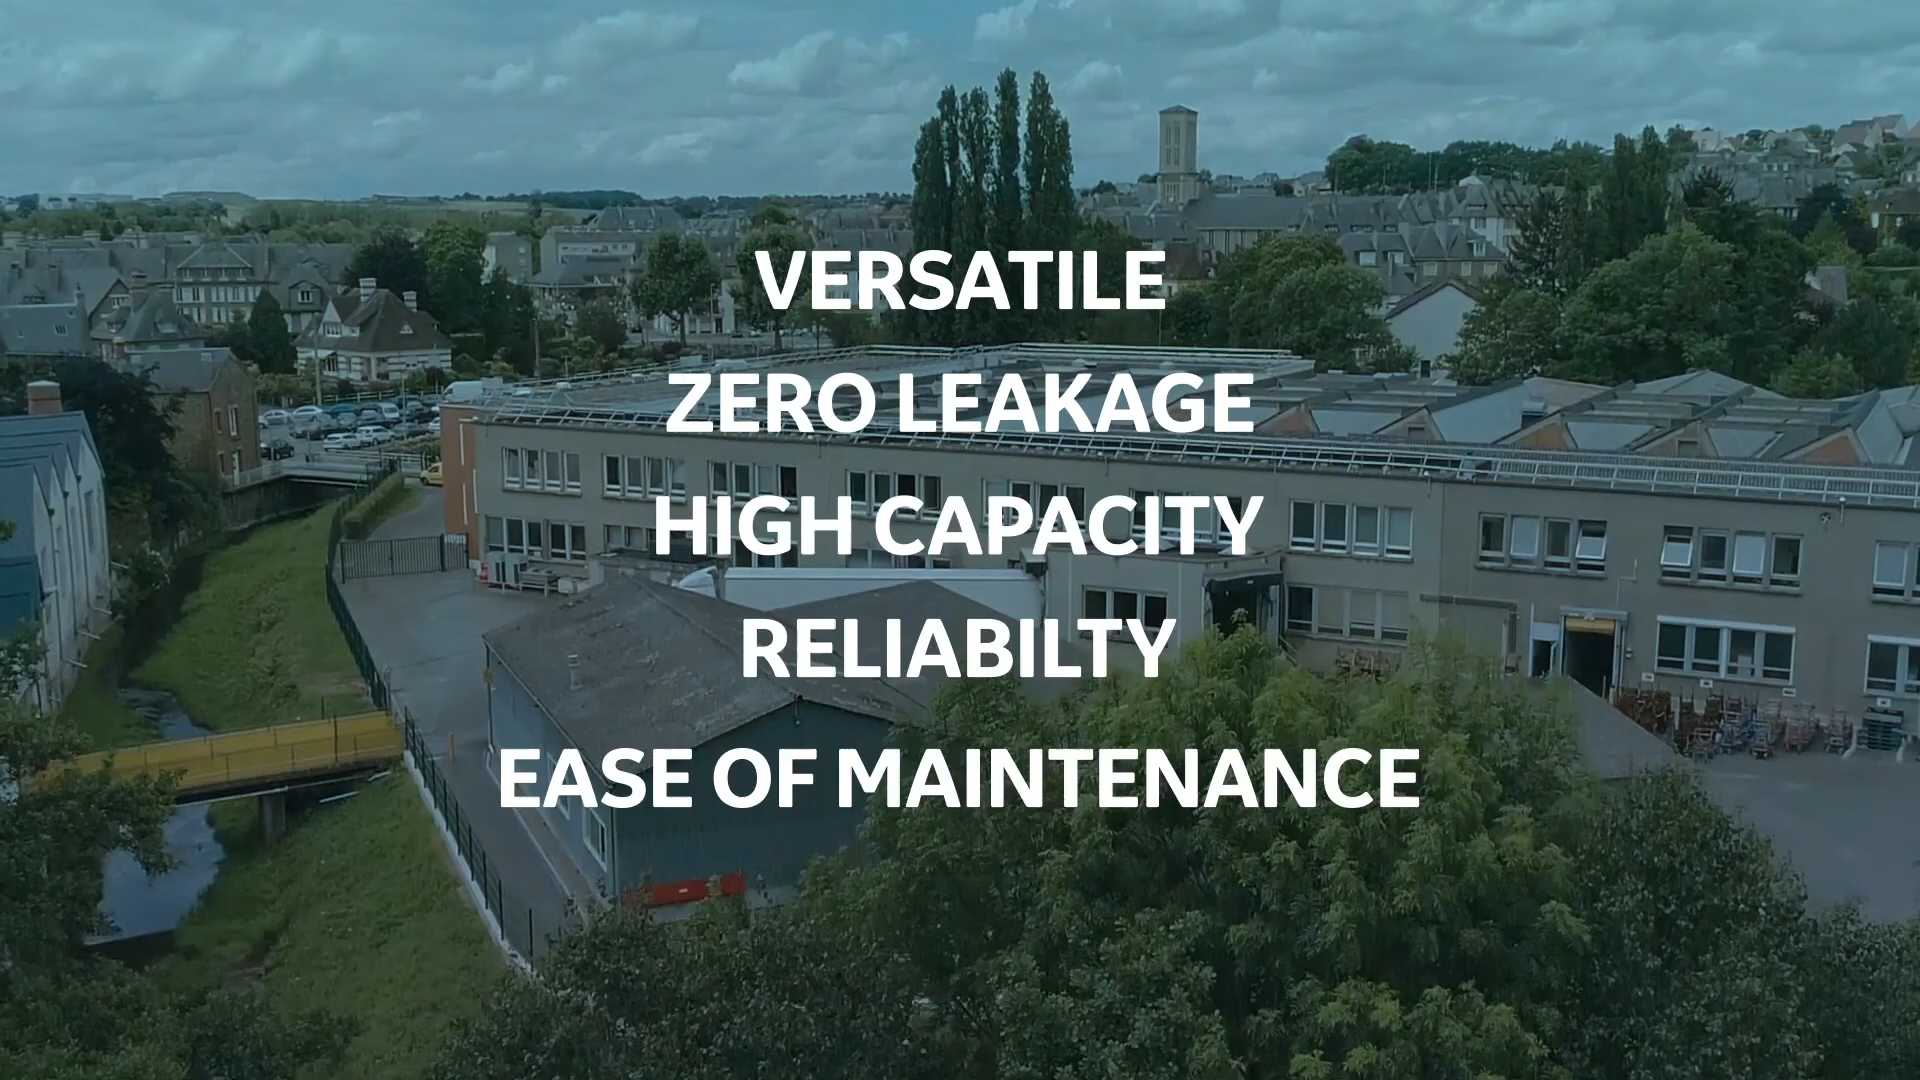 VERSATILE
ZERO LEAKAGE
HIGH CAPACITY
RELIABILTY
EASE OF MAINTENANCE